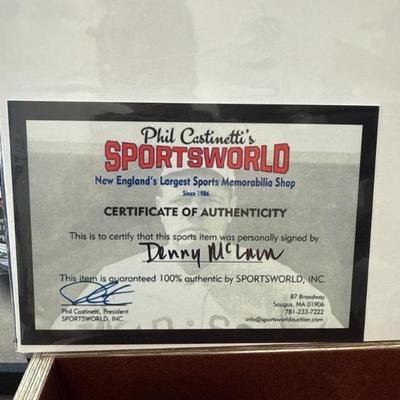 Phil Castinetti's
SPORTSWORLD
New England's Largest Sports Memorabilia Shop
Since 1986
CERTIFICATE OF AUTHENTICITY
This is to certify that this sports item was personally signed by
Denny McLain
This item is guaranteed 100% authentic by SPORTSWORLD, INC.
Phil Castinetti, President
SPORTSWORLD, INC.
87 Broadway
Saugus, MA 01906
781-233-7222
info@sportsworldauction.com